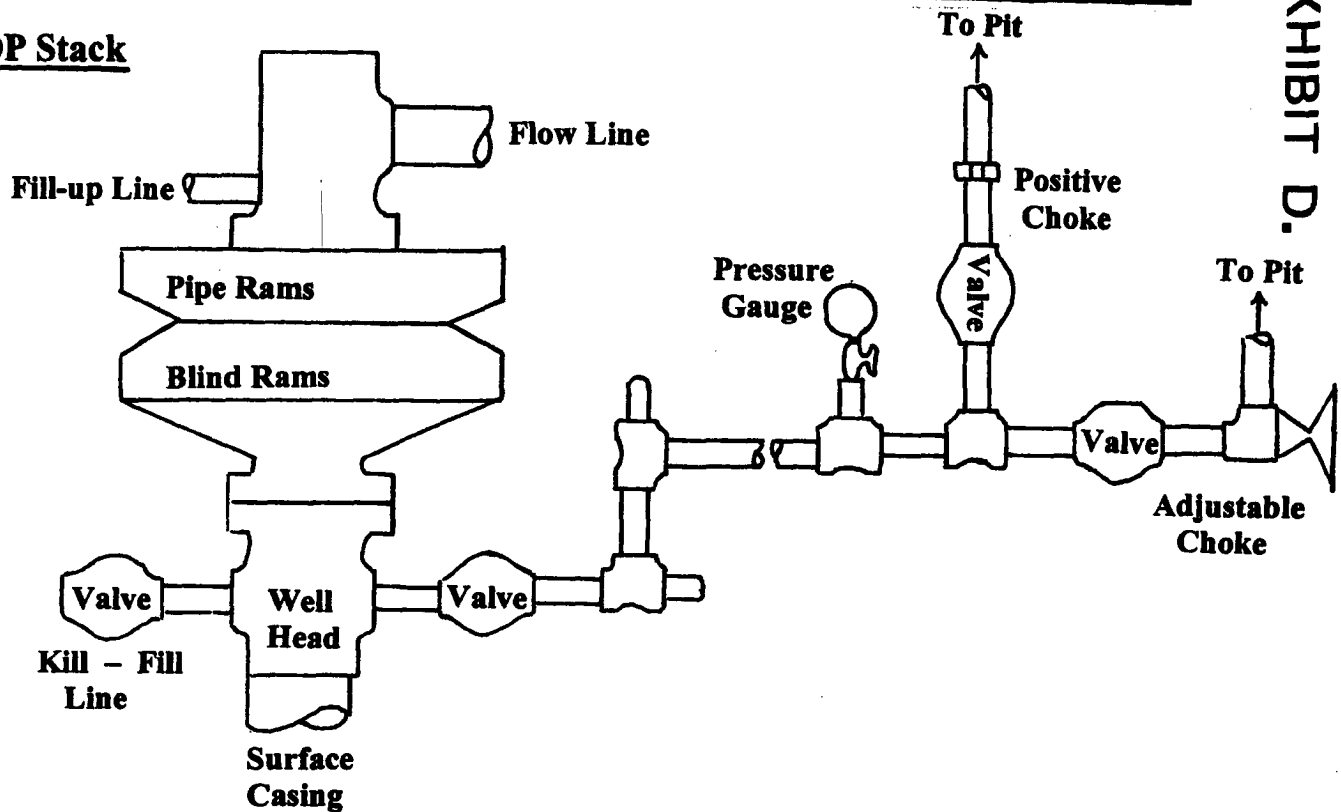 OP Stack
To Pit
EXHIBIT D.
Flow Line
Fill-up Line
Positive
Choke
Pipe Rams
Pressure
Gauge
Valve
To Pit
Blind Rams
Valve
Adjustable
Choke
Valve
Well
Head
Valve
Kill – Fill
Line
Surface
Casing